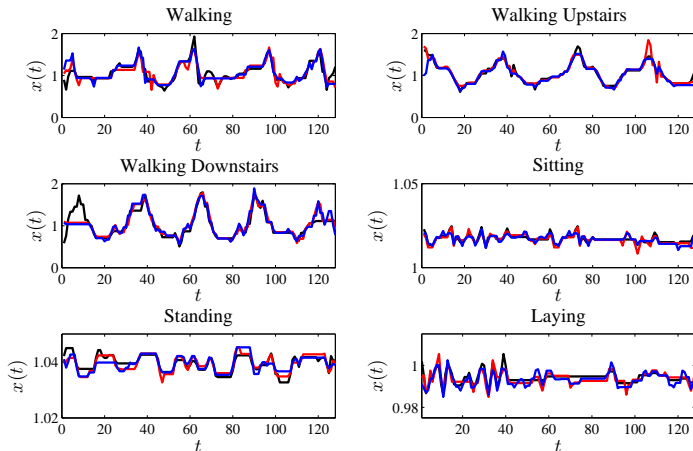 Walking
Walking Upstairs
2
1
0
x(t)
0 20 40 60 80 100 120
t
2
1
0
x(t)
20 40 60 80 100 120
t
Walking Downstairs
Sitting
2
1
0
x(t)
0 20 40 60 80 100 120
t
1.05
1
x(t)
0 20 40 60 80 100 120
t
Standing
Laying
1.04
1.02
x(t)
0 20 40 60 80 100 120
t
1
0.98
x(t)
20 40 60 80 100 120
t